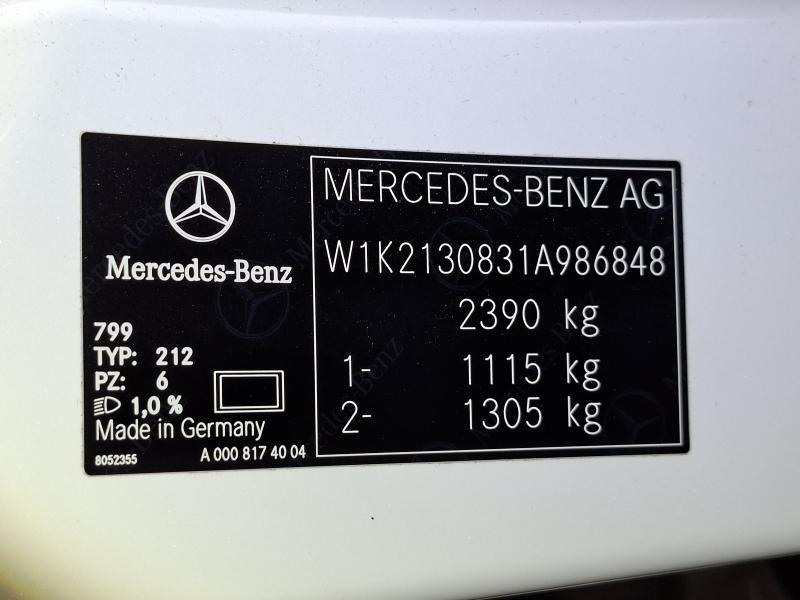 Mercedes-Benz
799
TYP: 212
PZ: 6
1,0 %
Made in Germany
8052355 A 000 817 40 04
MERCEDES-BENZ AG
W1K2130831A986848
2390 kg
1- 1115 kg
2- 1305 kg